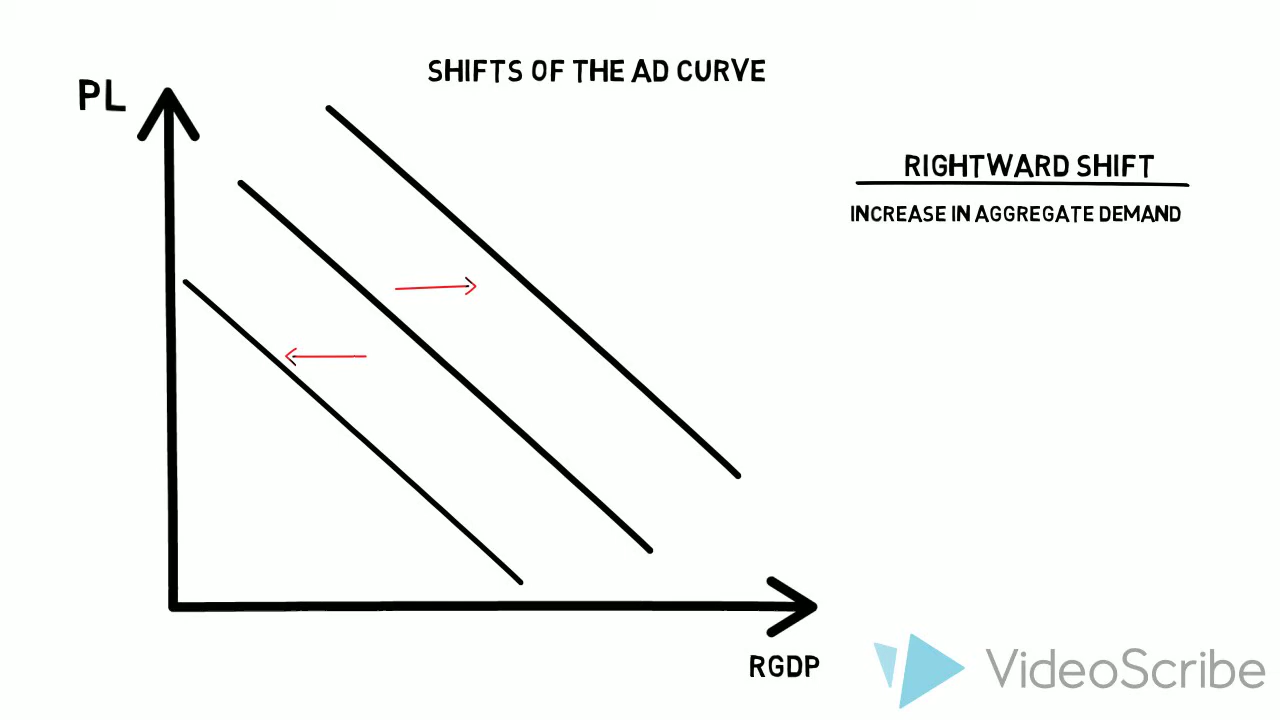 SHIFTS OF THE AD CURVE
PL
RIGHTWARD SHIFT
INCREASE IN AGGREGATE DEMAND
RGDP
VideoScribe